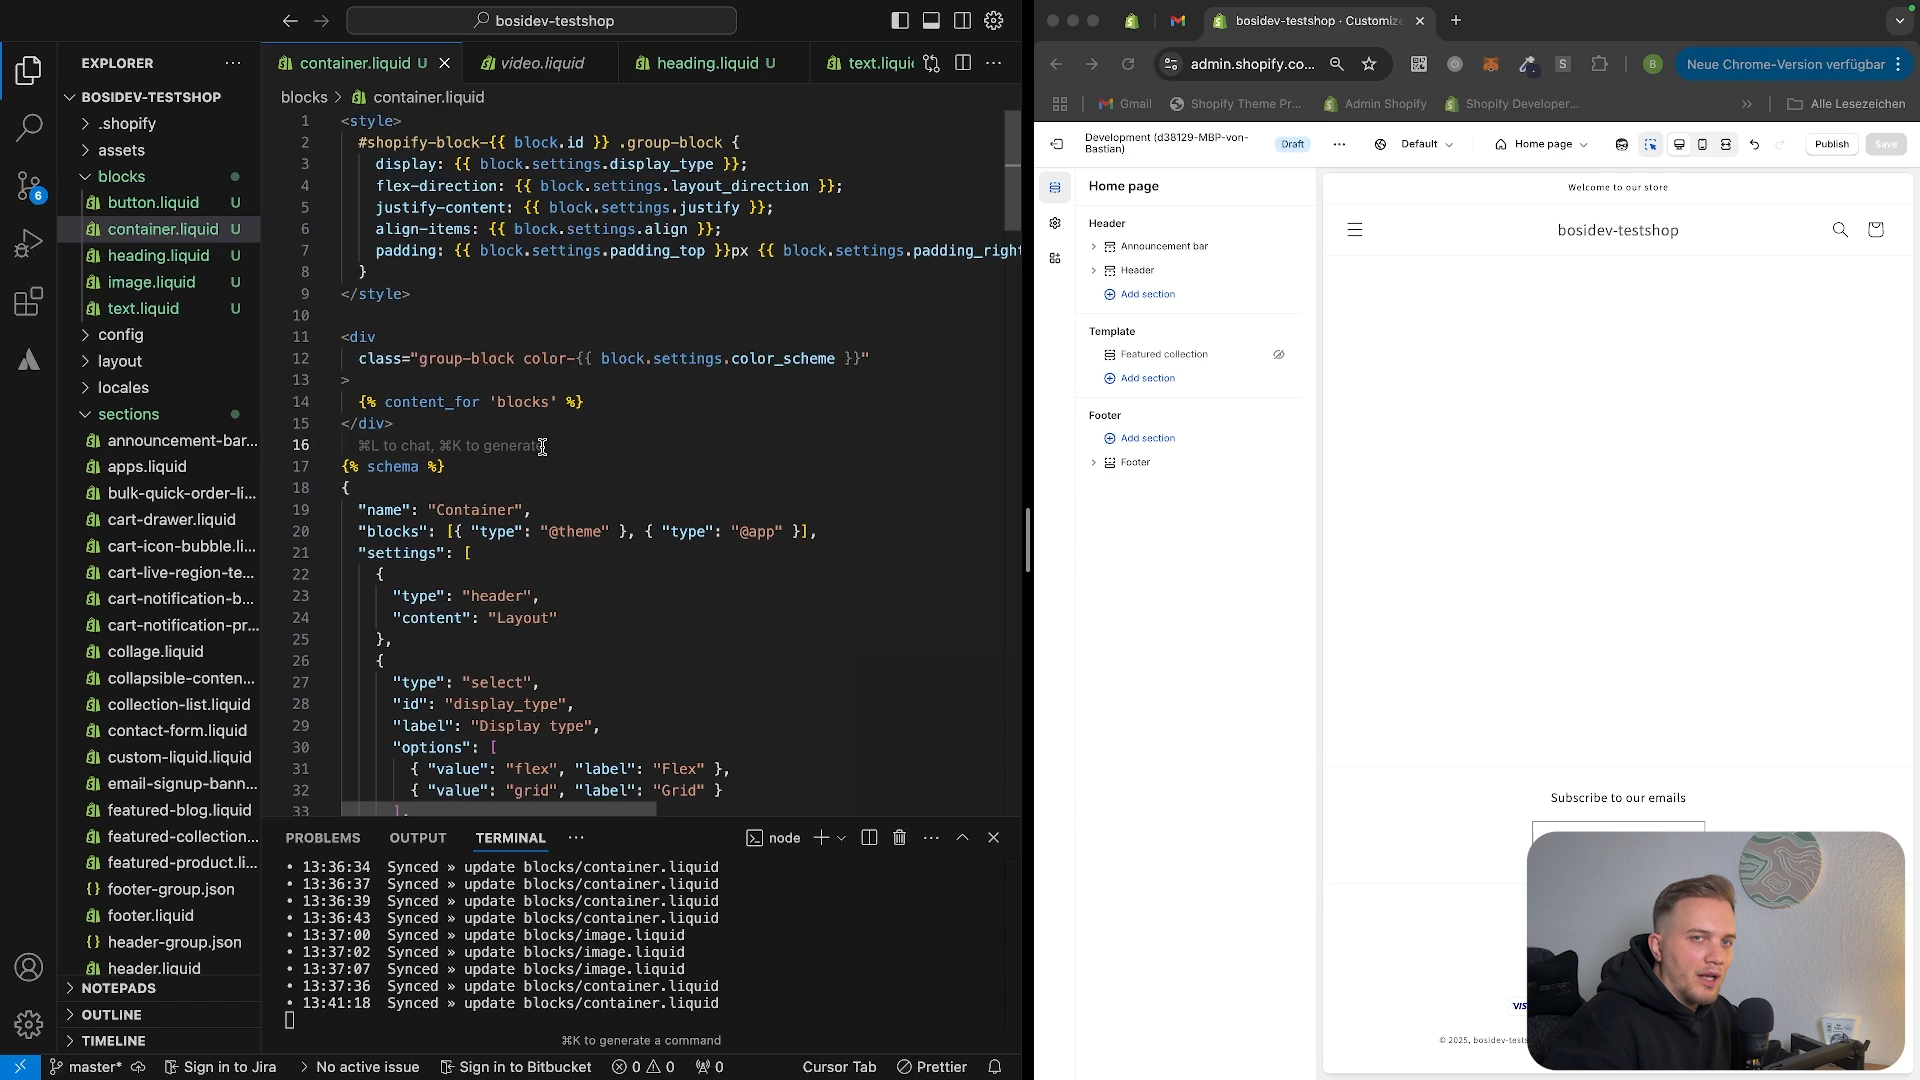 bosidev-testshop
EXPLORER
BOSIDEV-TESTSHOP
.shopify
assets
blocks
button.liquid U
container.liquid U
heading.liquid U
image.liquid U
text.liquid U
config
layout
locales
sections
announcement-bar...
apps.liquid
bulk-quick-order-li...
cart-drawer.liquid
cart-icon-bubble.li...
cart-live-region-te...
cart-notification-b...
cart-notification-pr...
collage.liquid
collapsible-conten...
collection-list.liquid
contact-form.liquid
custom-liquid.liquid
email-signup-bann...
featured-blog.liquid
featured-collection...
featured-product.li...
footer-group.json
footer.liquid
header-group.json
header.liquid
NOTEPADS
OUTLINE
TIMELINE
6
container.liquid U
video.liquid
heading.liquid U
text.liqui
blocks > container.liquid
1 <style>
2 #shopify-block-{{ block.id }} .group-block {
3 display: {{ block.settings.display_type }};
4 flex-direction: {{ block.settings.layout_direction }};
5 justify-content: {{ block.settings.justify }};
6 align-items: {{ block.settings.align }};
7 padding: {{ block.settings.padding_top }}px {{ block.settings.padding_right
8 }
9 </style>
10
11 <div
12 class="group-block color-{{ block.settings.color_scheme }}"
13 >
14 {% content_for 'blocks' %}
15 </div>
16 ⌘L to chat, ⌘K to generate
17 {% schema %}
18 {
19 "name": "Container",
20 "blocks": [{ "type": "@theme" }, { "type": "@app" }],
21 "settings": [
22 {
23 "type": "header",
24 "content": "Layout"
25 },
26 {
27 "type": "select",
28 "id": "display_type",
29 "label": "Display type",
30 "options": [
31 { "value": "flex", "label": "Flex" },
32 { "value": "grid", "label": "Grid" }
33 ],
PROBLEMS OUTPUT TERMINAL
node
• 13:36:34 Synced » update blocks/container.liquid
• 13:36:37 Synced » update blocks/container.liquid
• 13:36:39 Synced » update blocks/container.liquid
• 13:36:43 Synced » update blocks/container.liquid
• 13:37:00 Synced » update blocks/image.liquid
• 13:37:02 Synced » update blocks/image.liquid
• 13:37:07 Synced » update blocks/image.liquid
• 13:37:36 Synced » update blocks/container.liquid
• 13:41:18 Synced » update blocks/container.liquid
⌘K to generate a command
master* Sign in to Jira No active issue Sign in to Bitbucket 0 0 0 Cursor Tab Prettier
bosidev-testshop · Customize
admin.shopify.co...
B
Neue Chrome-Version verfügbar
Gmail Shopify Theme Pr... Admin Shopify Shopify Developer... » Alle Lesezeichen
Development (d38129-MBP-von-
Bastian)
Draft
Default
Home page
Publish
Save
Home page
Header
Announcement bar
Header
Add section
Template
Featured collection
Add section
Footer
Add section
Footer
Welcome to our store
bosidev-testshop
Subscribe to our emails
VIS
© 2025, bosidev-tests